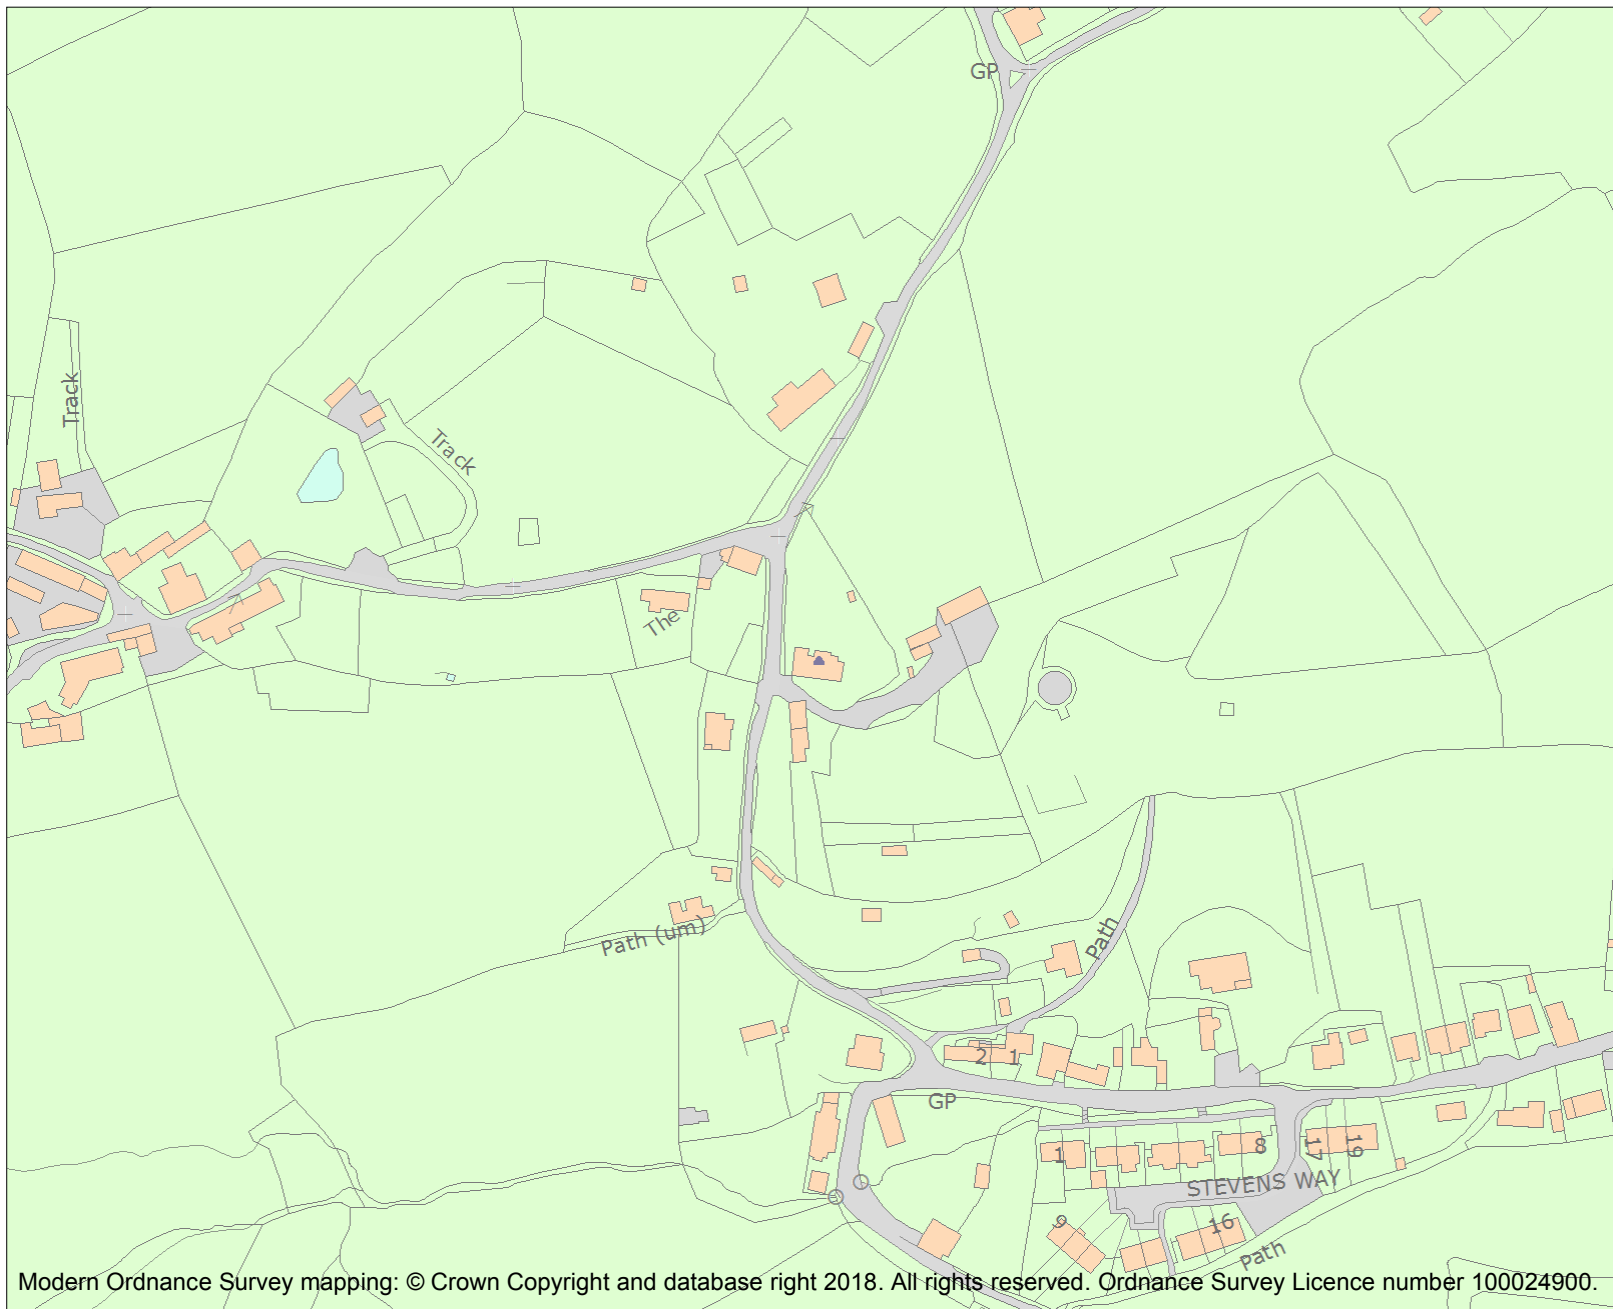 GP
Track
Track
The
Path (um)
Path
2
1
GP
1
8
17
19
STEVENS WAY
9
16
Path
Modern Ordnance Survey mapping: © Crown Copyright and database right 2018. All rights reserved. Ordnance Survey Licence number 100024900.